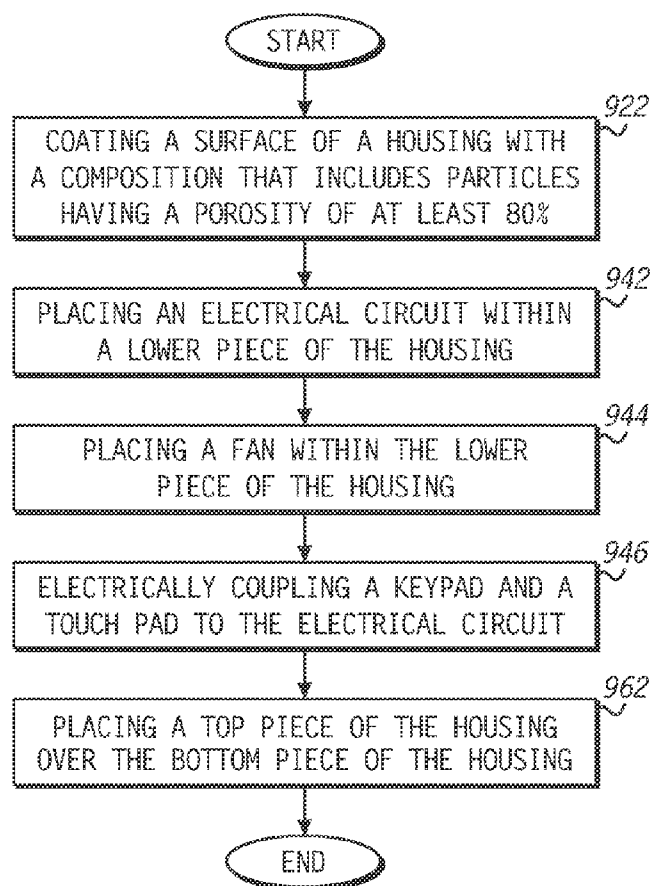 START
922
COATING A SURFACE OF A HOUSING WITH
A COMPOSITION THAT INCLUDES PARTICLES
HAVING A POROSITY OF AT LEAST 80%
942
PLACING AN ELECTRICAL CIRCUIT WITHIN
A LOWER PIECE OF THE HOUSING
944
PLACING A FAN WITHIN THE LOWER
PIECE OF THE HOUSING
946
ELECTRICALLY COUPLING A KEYPAD AND A
TOUCH PAD TO THE ELECTRICAL CIRCUIT
962
PLACING A TOP PIECE OF THE HOUSING
OVER THE BOTTOM PIECE OF THE HOUSING
END